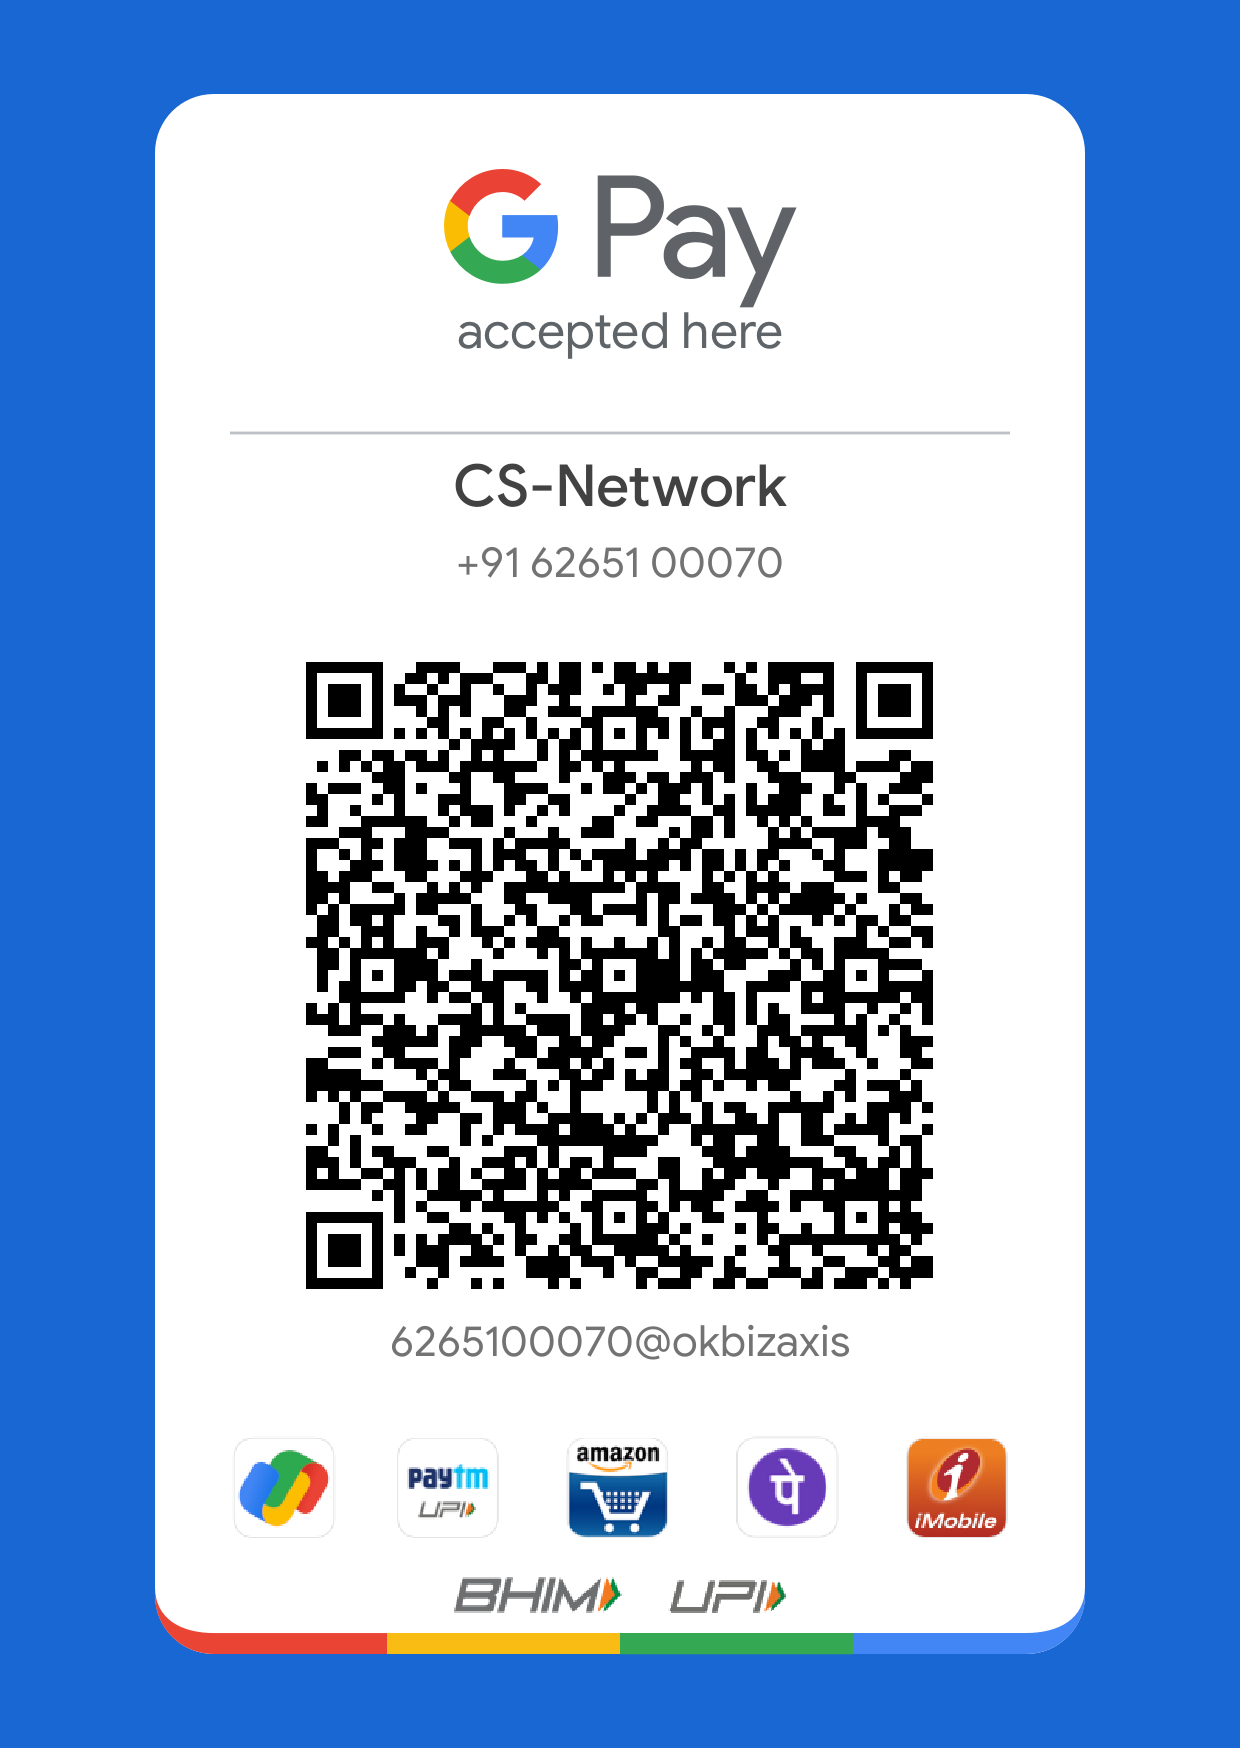 G Pay
accepted here
CS-Network
+91 62651 00070
6265100070@okbizaxis
paytm
UPI
amazon
पे
i
iMobile
BHIM UPI